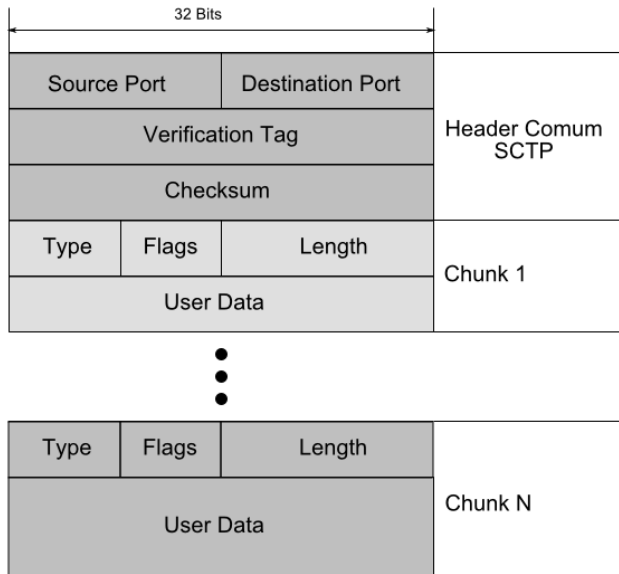 32 Bits
Source Port
Destination Port
Verification Tag
Header Comum
SCTP
Checksum
Type
Flags
Length
Chunk 1
User Data
Type
Flags
Length
Chunk N
User Data